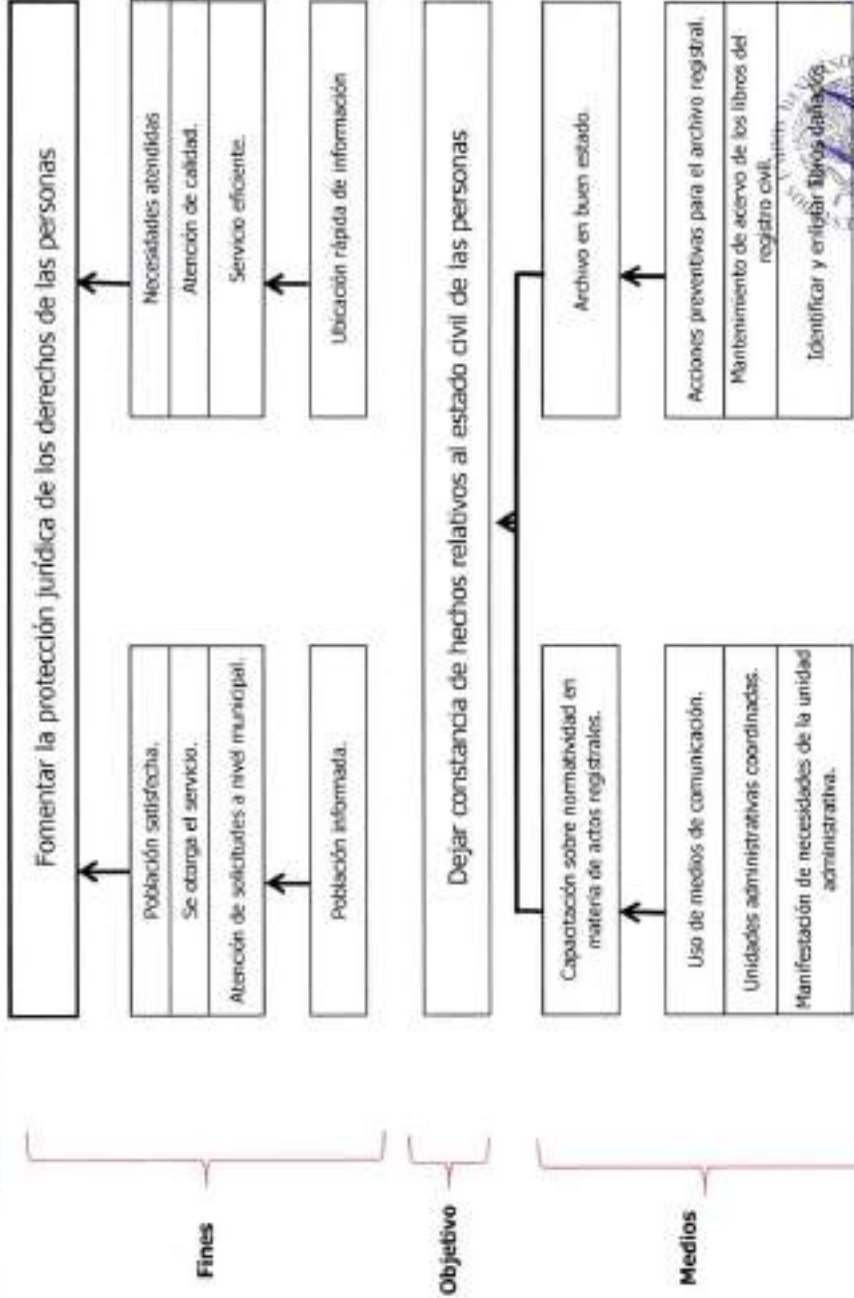 Fines
Fomentar la protección jurídica de los derechos de las personas
Población satisfecha.
Se otorga el servicio.
Atención de solicitudes a nivel municipal.
Población informada.
Necesidades atendidas
Atención de calidad.
Servicio eficiente.
Ubicación rápida de información
Objetivo
Dejar constancia de hechos relativos al estado civil de las personas
Medios
Capacitación sobre normatividad en
materia de actos registrales.
Uso de medios de comunicación.
Unidades administrativas coordinadas.
Manifestación de necesidades de la unidad
administrativa.
Archivo en buen estado.
Acciones preventivas para el archivo registral.
Mantenimiento de acervo de los libros del
registro civil.
Identificar y enlistar libros dañados.